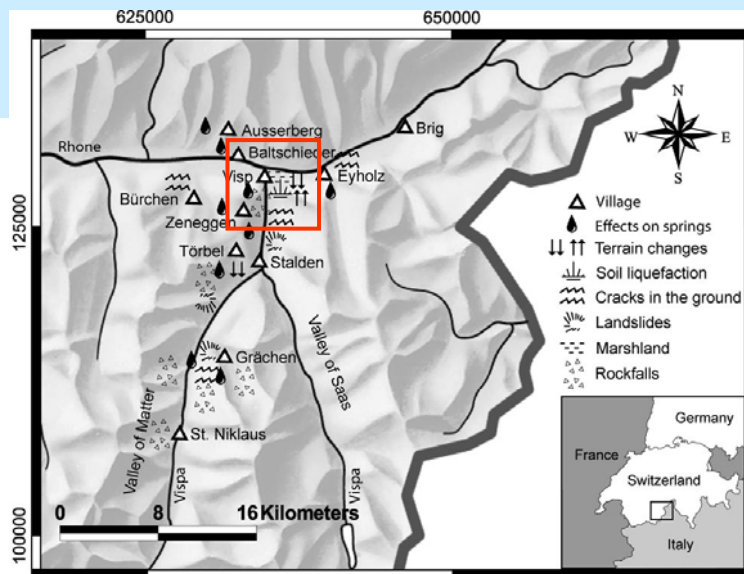 625000 650000
N
W E
S
Ausserberg
Brig
Baltschieder
Rhone
Visp
Eyholz
Bürchen
Zeneggen
125000
Törbel
Stalden
Village
Effects on springs
Terrain changes
Soil liquefaction
Cracks in the ground
Landslides
Marshland
Rockfalls
Grächen
Valley of Saas
Valley of Matter
St. Niklaus
Vispa
Vispa
0 8 16 Kilometers
100000
Germany
France
Switzerland
Italy